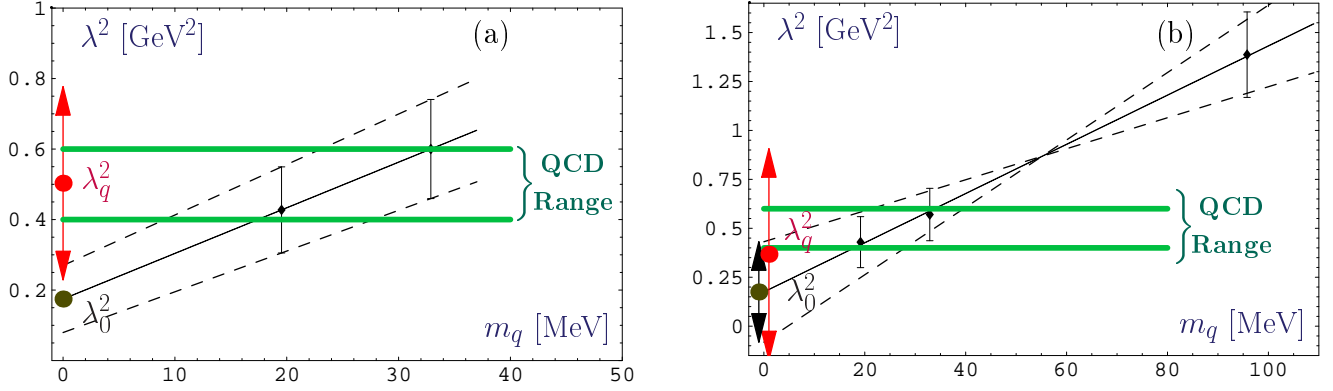 1
λ² [GeV²]
(a)
0.8
0.6
QCD
λ_q²
Range
0.4
0.2
λ_0²
m_q [MeV]
0 10 20 30 40 50
λ² [GeV²]
(b)
1.5
1.25
1
0.75
QCD
0.5
λ_q²
Range
0.25
λ_0²
0
m_q [MeV]
0 20 40 60 80 100